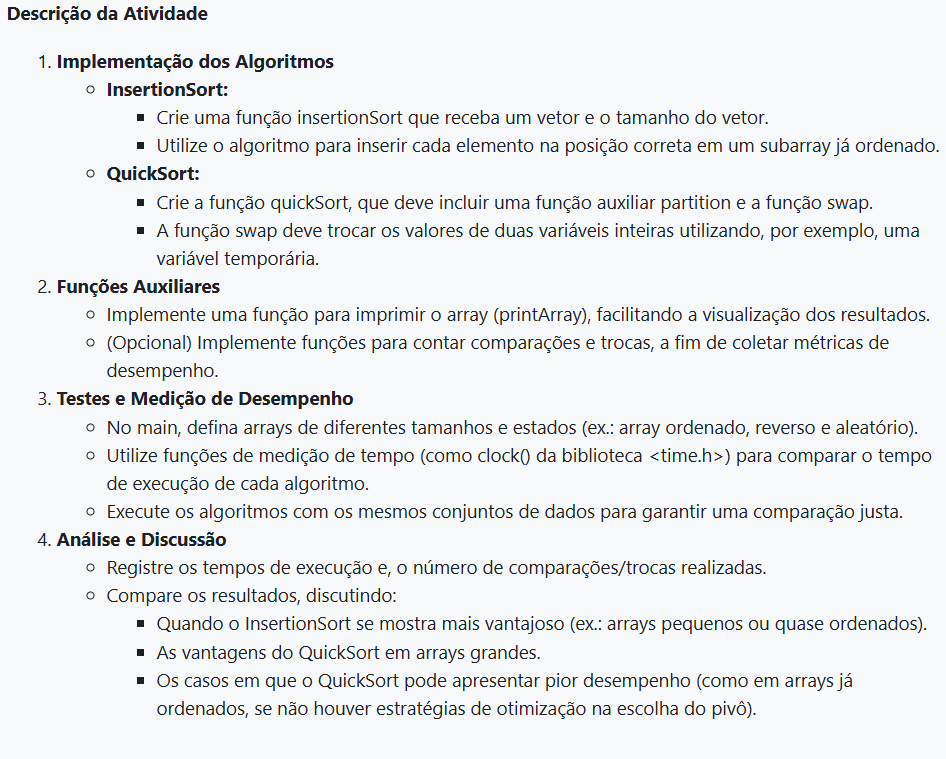 Descrição da Atividade
1. Implementação dos Algoritmos
InsertionSort:
Crie uma função insertionSort que receba um vetor e o tamanho do vetor.
Utilize o algoritmo para inserir cada elemento na posição correta em um subarray já ordenado.
QuickSort:
Crie a função quickSort, que deve incluir uma função auxiliar partition e a função swap.
A função swap deve trocar os valores de duas variáveis inteiras utilizando, por exemplo, uma
variável temporária.
2. Funções Auxiliares
Implemente uma função para imprimir o array (printArray), facilitando a visualização dos resultados.
(Opcional) Implemente funções para contar comparações e trocas, a fim de coletar métricas de
desempenho.
3. Testes e Medição de Desempenho
No main, defina arrays de diferentes tamanhos e estados (ex.: array ordenado, reverso e aleatório).
Utilize funções de medição de tempo (como clock() da biblioteca <time.h>) para comparar o tempo
de execução de cada algoritmo.
Execute os algoritmos com os mesmos conjuntos de dados para garantir uma comparação justa.
4. Análise e Discussão
Registre os tempos de execução e, o número de comparações/trocas realizadas.
Compare os resultados, discutindo:
Quando o InsertionSort se mostra mais vantajoso (ex.: arrays pequenos ou quase ordenados).
As vantagens do QuickSort em arrays grandes.
Os casos em que o QuickSort pode apresentar pior desempenho (como em arrays já
ordenados, se não houver estratégias de otimização na escolha do pivô).